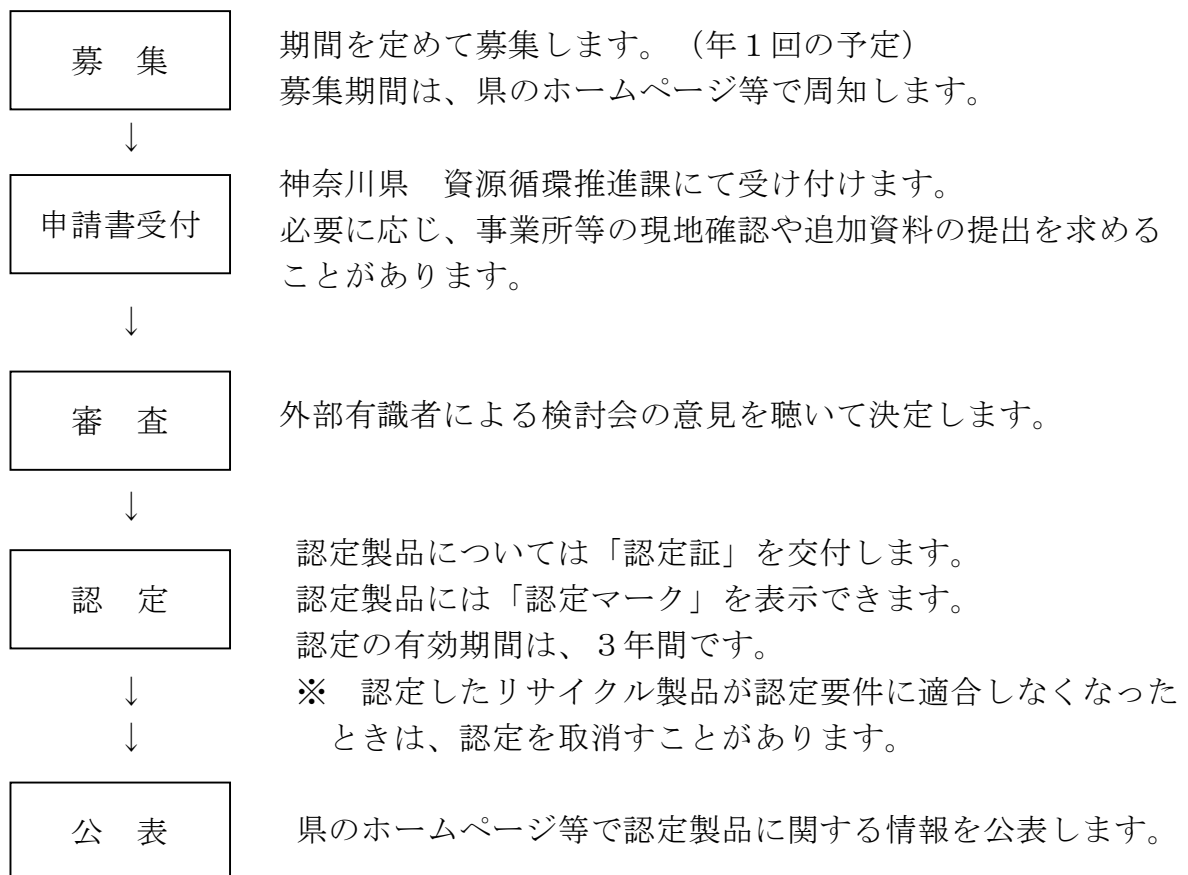 募　集
期間を定めて募集します。（年１回の予定）
募集期間は、県のホームページ等で周知します。
↓
申請書受付
神奈川県　資源循環推進課にて受け付けます。
必要に応じ、事業所等の現地確認や追加資料の提出を求める
ことがあります。
↓
審　査
外部有識者による検討会の意見を聴いて決定します。
↓
認　定
認定製品については「認定証」を交付します。
認定製品には「認定マーク」を表示できます。
認定の有効期間は、３年間です。
※　認定したリサイクル製品が認定要件に適合しなくなった
ときは、認定を取消すことがあります。
↓
↓
公　表
県のホームページ等で認定製品に関する情報を公表します。